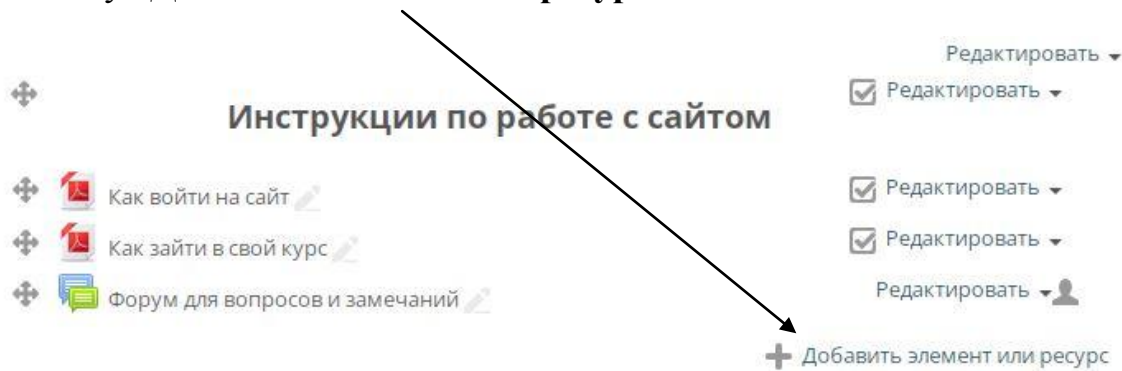 Редактировать
Редактировать
Инструкции по работе с сайтом
Как войти на сайт
Редактировать
Как зайти в свой курс
Редактировать
Форум для вопросов и замечаний
Редактировать
Добавить элемент или ресурс